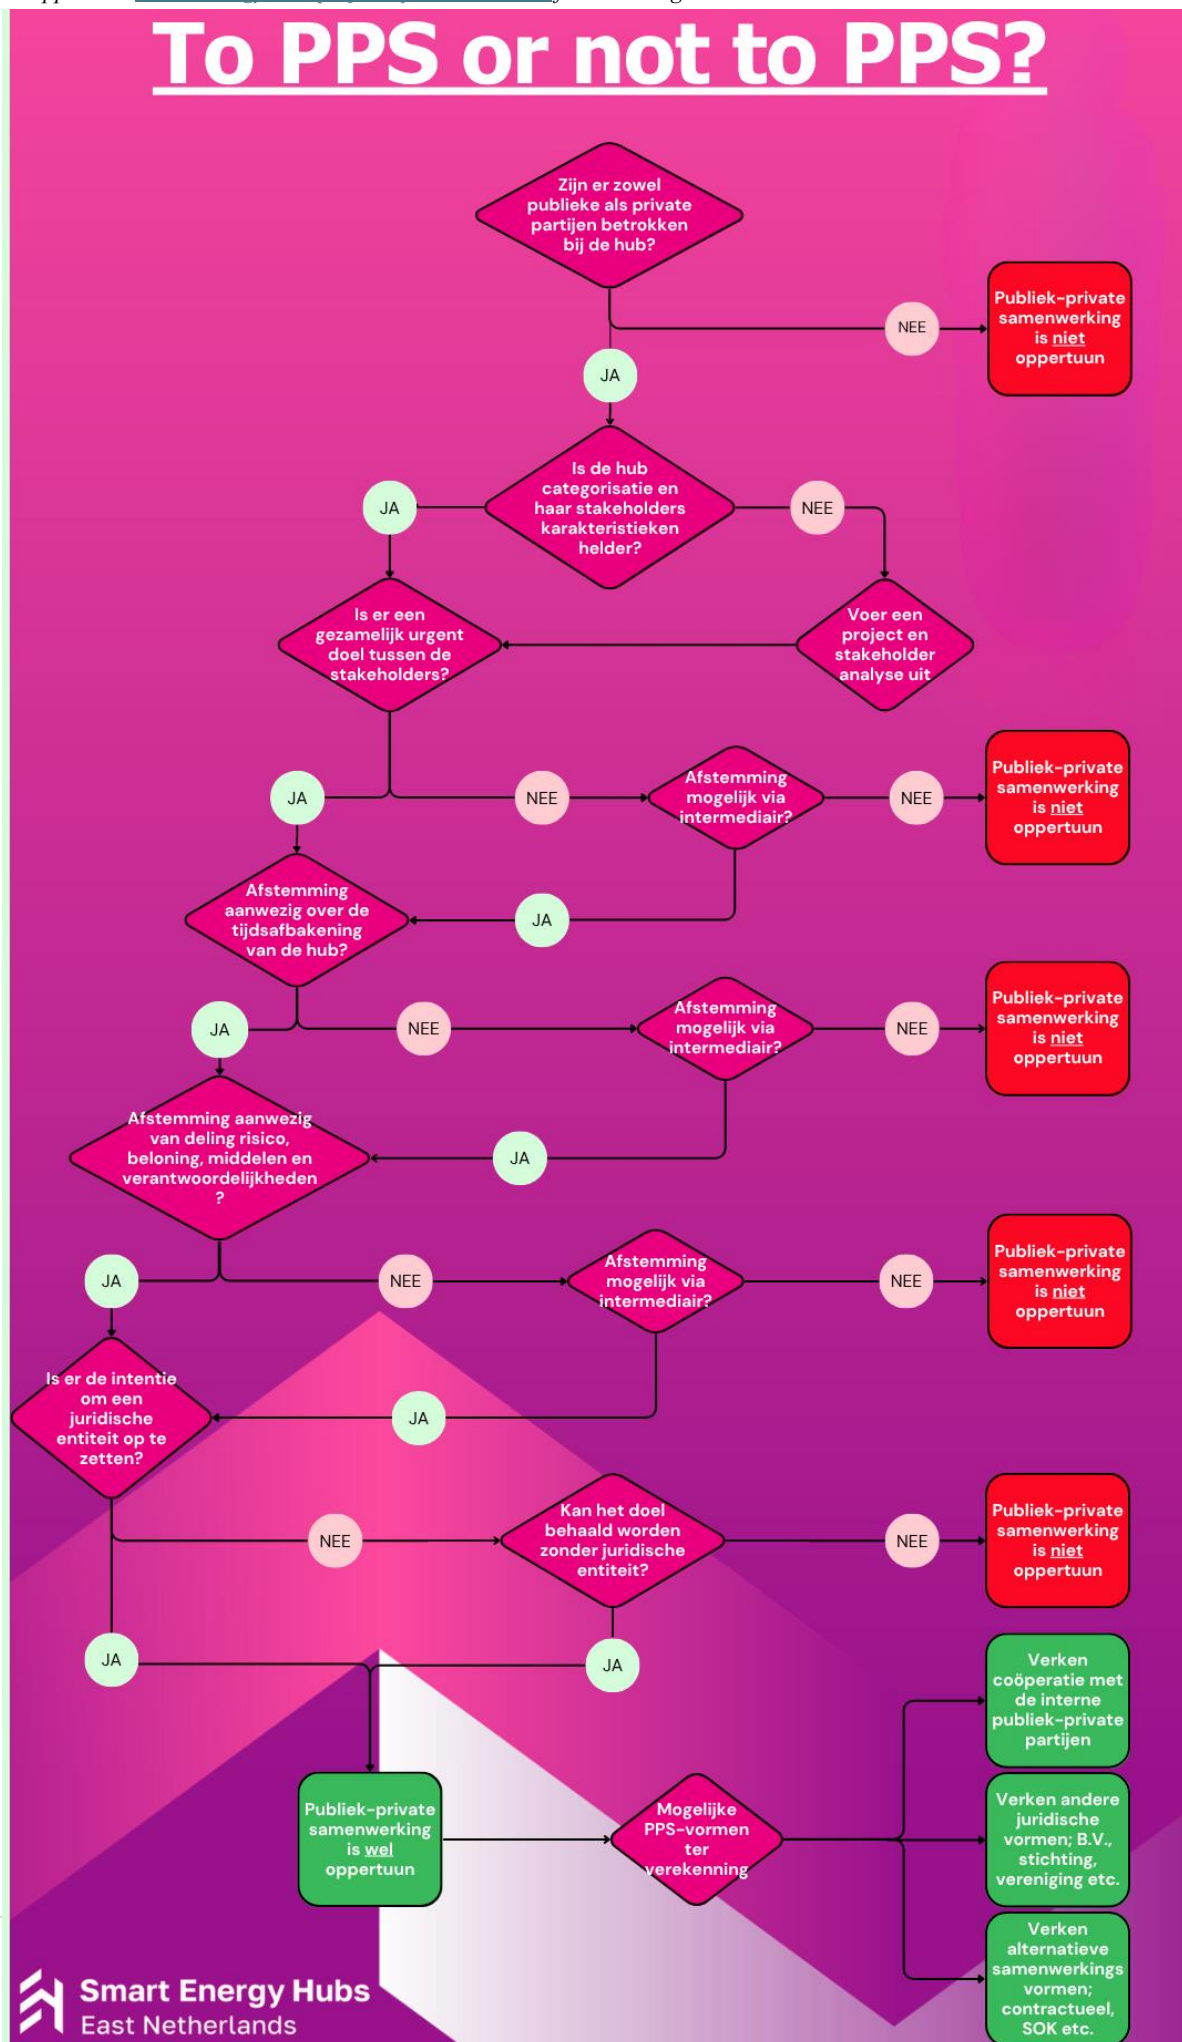 To PPS or not to PPS?
Zijn er zowel
publieke als private
partijen betrokken
bij de hub?
NEE
Publiek-private
samenwerking
is niet
oppertuun
JA
Is de hub
categorisatie en
haar stakeholders
karakteristieken
helder?
JA
NEE
Is er een
gezamelijk urgent
doel tussen de
stakeholders?
Voer een
project en
stakeholder
analyse uit
JA
NEE
Afstemming
mogelijk via
intermediair?
NEE
Publiek-private
samenwerking
is niet
oppertuun
Afstemming
aanwezig over de
tijdsafbakening
van de hub?
JA
JA
NEE
Afstemming
mogelijk via
intermediair?
NEE
Publiek-private
samenwerking
is niet
oppertuun
Afstemming aanwezig
van deling risico,
beloning, middelen en
verantwoordelijkheden
?
JA
JA
NEE
Afstemming
mogelijk via
intermediair?
NEE
Publiek-private
samenwerking
is niet
oppertuun
Is er de intentie
om een
juridische
entiteit op te
zetten?
JA
NEE
Kan het doel
behaald worden
zonder juridische
entiteit?
NEE
Publiek-private
samenwerking
is niet
oppertuun
JA
JA
Verken
coöperatie met
de interne
publiek-private
partijen
Publiek-private
samenwerking
is wel
oppertuun
Mogelijke
PPS-vormen
ter
verekenning
Verken andere
juridische
vormen; B.V.,
stichting,
vereniging etc.
Verken
alternatieve
samenwerkings
vormen;
contractueel,
SOK etc.
Smart Energy Hubs
East Netherlands